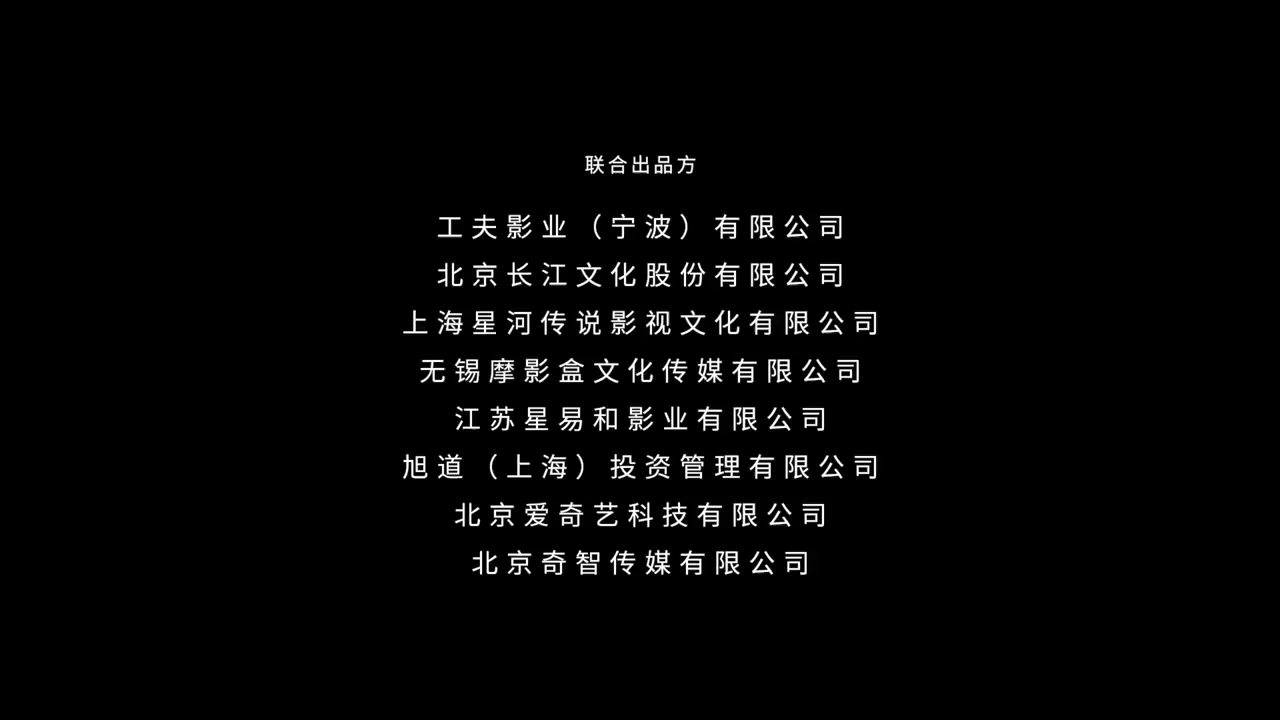 联合出品方
工夫影业（宁波）有限公司
北京长江文化股份有限公司
上海星河传说影视文化有限公司
无锡摩影盒文化传媒有限公司
江苏星易和影业有限公司
旭道（上海）投资管理有限公司
北京爱奇艺科技有限公司
北京奇智传媒有限公司